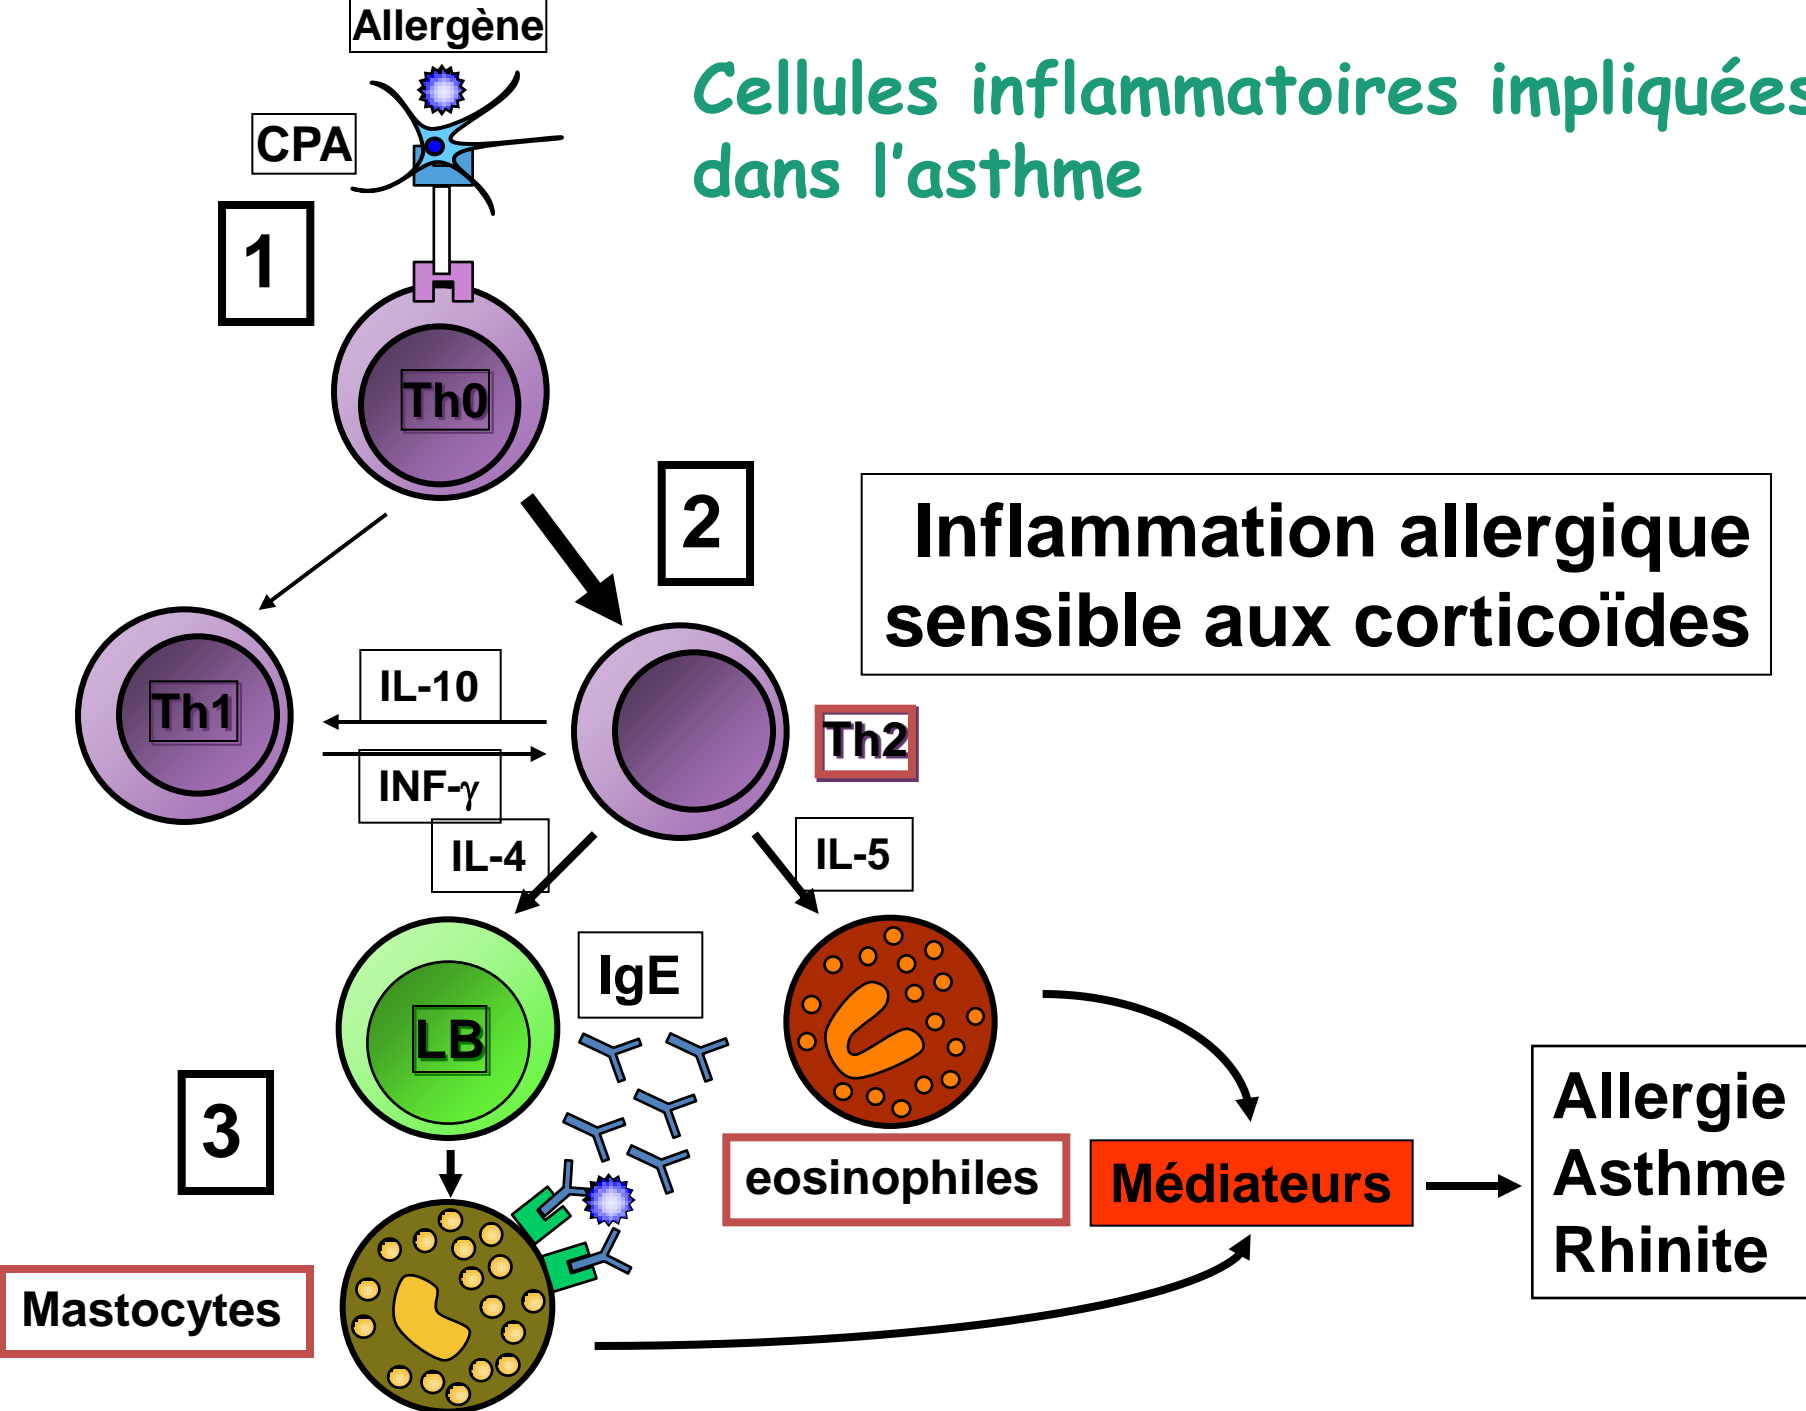 Allergène
Cellules inflammatoires impliquées
dans l'asthme
CPA
1
Th0
2
Inflammation allergique
sensible aux corticoïdes
Th1
IL-10
INF-γ
Th2
IL-4
IL-5
LB
IgE
3
eosinophiles
Médiateurs
Allergie
Asthme
Rhinite
Mastocytes